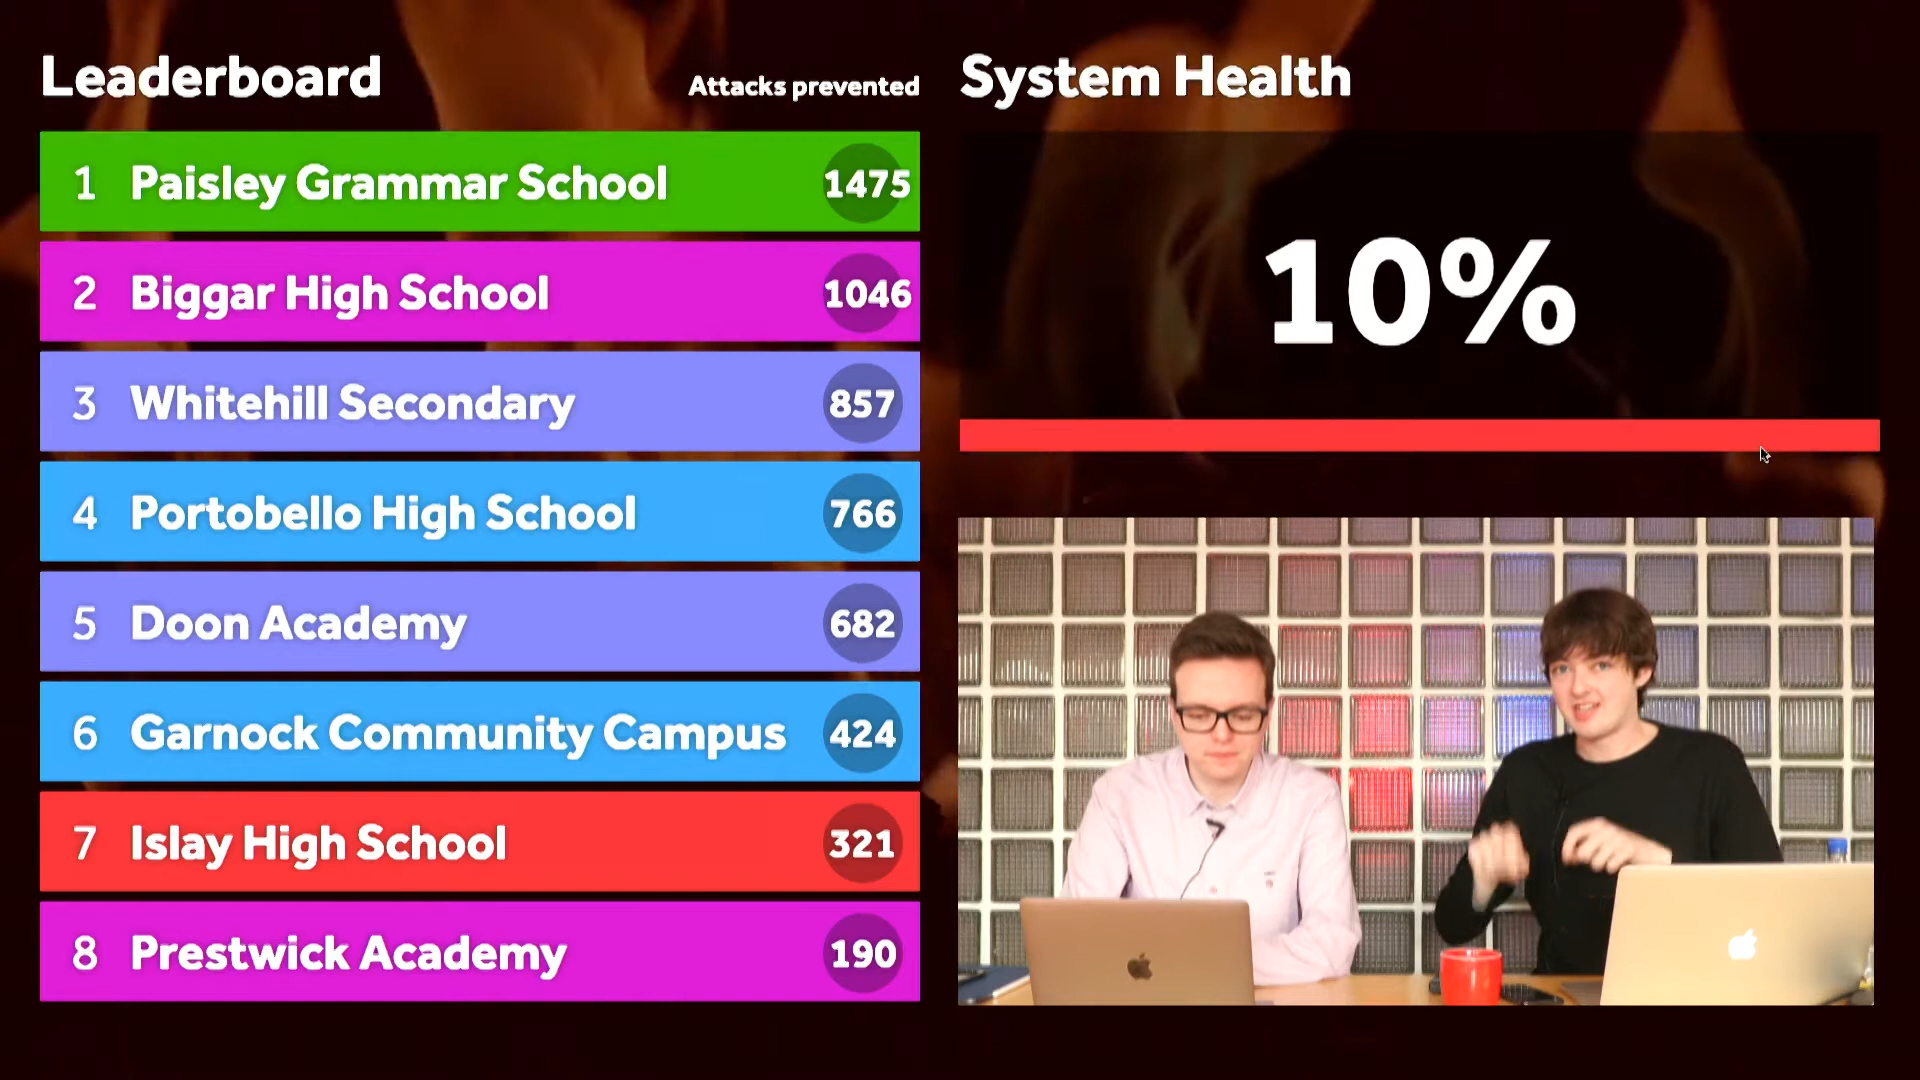 Leaderboard
Attacks prevented
1 Paisley Grammar School 1475
2 Biggar High School 1046
3 Whitehill Secondary 857
4 Portobello High School 766
5 Doon Academy 682
6 Garnock Community Campus 424
7 Islay High School 321
8 Prestwick Academy 190
System Health
10%